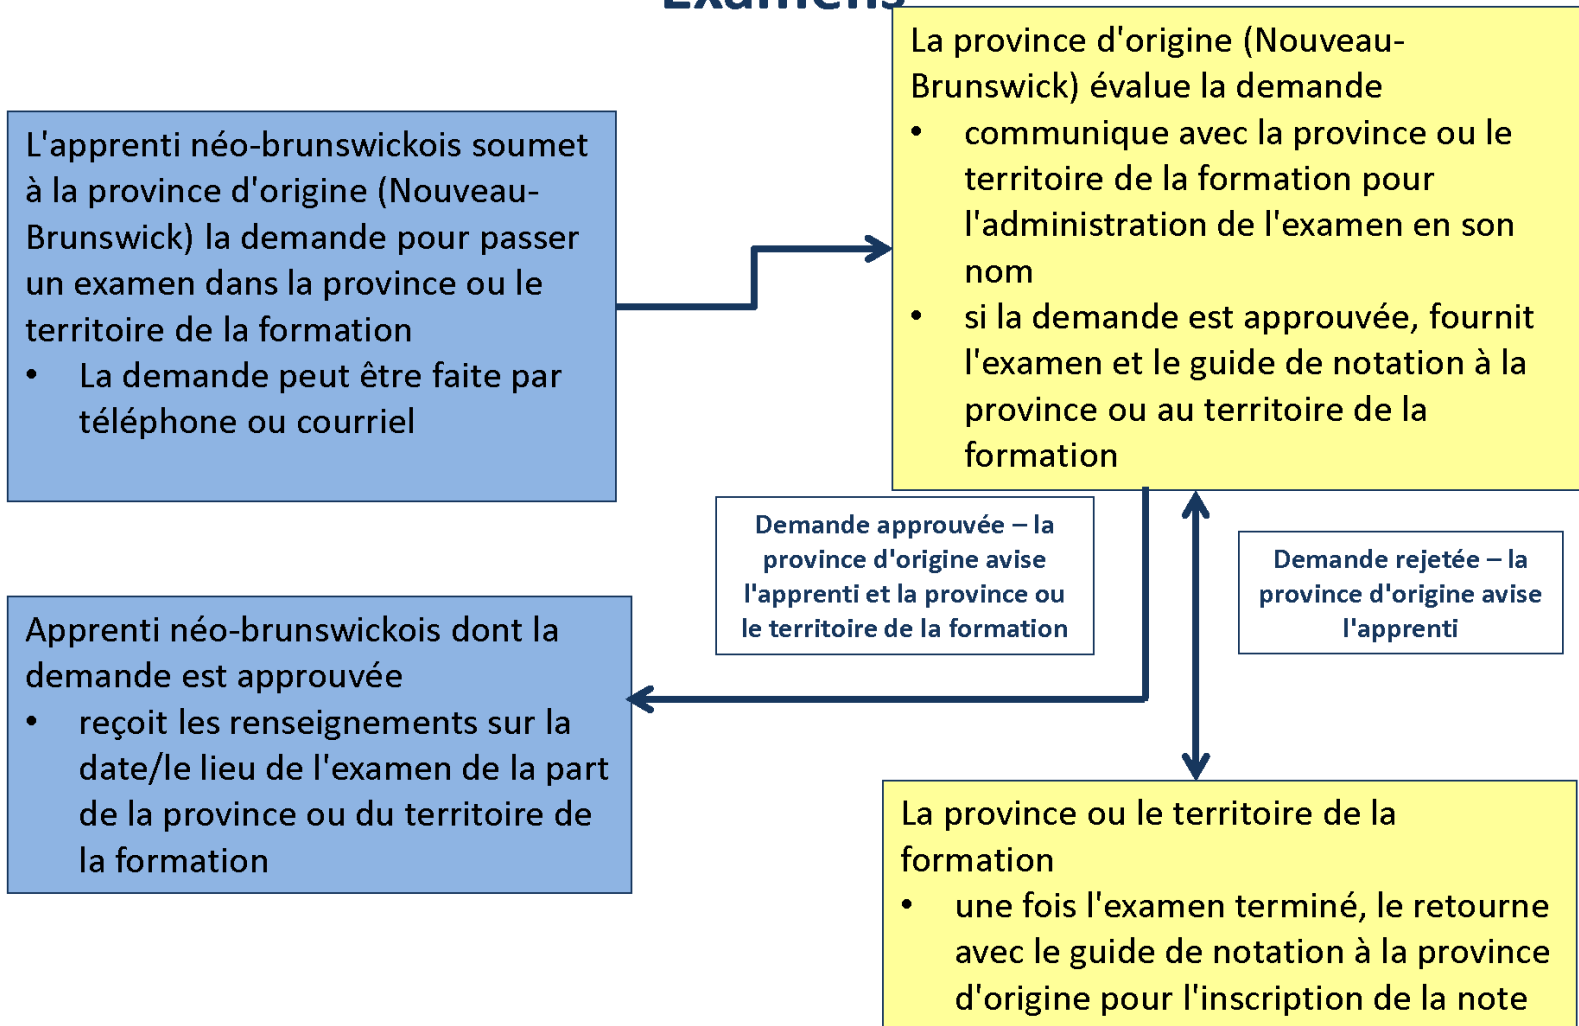 Examens
L'apprenti néo-brunswickois soumet
à la province d'origine (Nouveau-
Brunswick) la demande pour passer
un examen dans la province ou le
territoire de la formation
• La demande peut être faite par
téléphone ou courriel
La province d'origine (Nouveau-
Brunswick) évalue la demande
• communique avec la province ou le
territoire de la formation pour
l'administration de l'examen en son
nom
• si la demande est approuvée, fournit
l'examen et le guide de notation à la
province ou au territoire de la
formation
Demande approuvée – la
province d'origine avise
l'apprenti et la province ou
le territoire de la formation
Demande rejetée – la
province d'origine avise
l'apprenti
Apprenti néo-brunswickois dont la
demande est approuvée
• reçoit les renseignements sur la
date/le lieu de l'examen de la part
de la province ou du territoire de
la formation
La province ou le territoire de la
formation
• une fois l'examen terminé, le retourne
avec le guide de notation à la province
d'origine pour l'inscription de la note